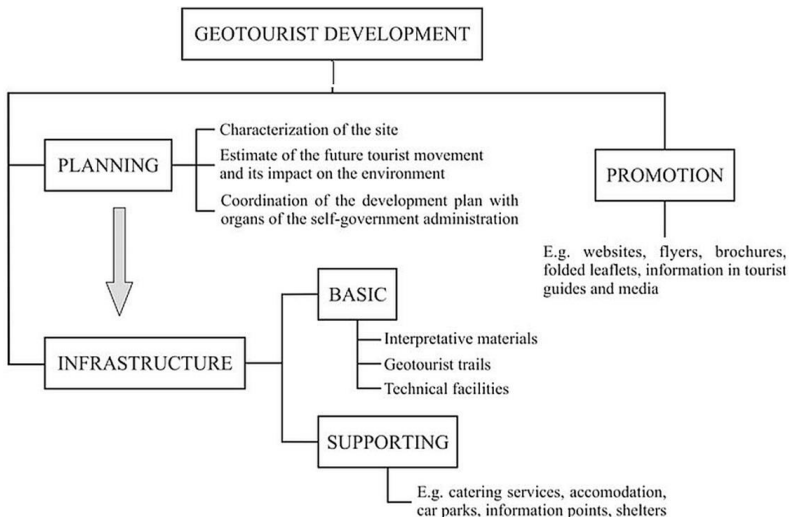 GEOTOURIST DEVELOPMENT
PLANNING
Characterization of the site
Estimate of the future tourist movement
and its impact on the environment
Coordination of the development plan with
organs of the self-government administration
PROMOTION
E.g. websites, flyers, brochures,
folded leaflets, information in tourist
guides and media
INFRASTRUCTURE
BASIC
Interpretative materials
Geotourist trails
Technical facilities
SUPPORTING
E.g. catering services, accomodation,
car parks, information points, shelters